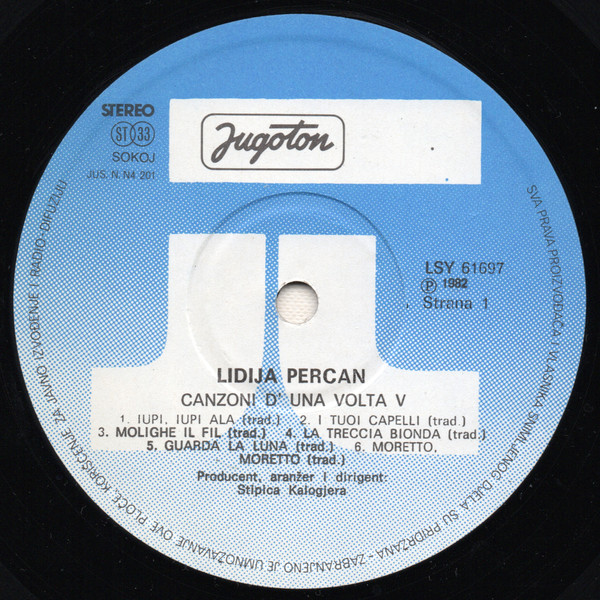 STEREO
ST 33
SOKOJ
JUS. N. N4 201
Jugoton
LSY 61697
Ⓟ 1982
Strana 1
LIDIJA PERCAN
CANZONI D' UNA VOLTA V
1. IUPI, IUPI ALA (trad.) 2. I TUOI CAPELLI (trad.)
3. MOLIGHE IL FIL (trad.) 4. LA TRECCIA BIONDA (trad.)
5. GUARDA LA LUNA (trad.) 6. MORETTO,
MORETTO (trad.)
Producent, aranžer i dirigent:
Stipica Kalogjera
SVA PRAVA PROIZVOĐAČA I VLASNIKA SNIMLJENOG DJELA SU PRIDRŽANA - ZABRANJENO JE UMNOŽAVANJE OVE PLOČE, KORIŠĆENJE ZA JAVNO IZVOĐENJE I RADIO-DIFUZIJU